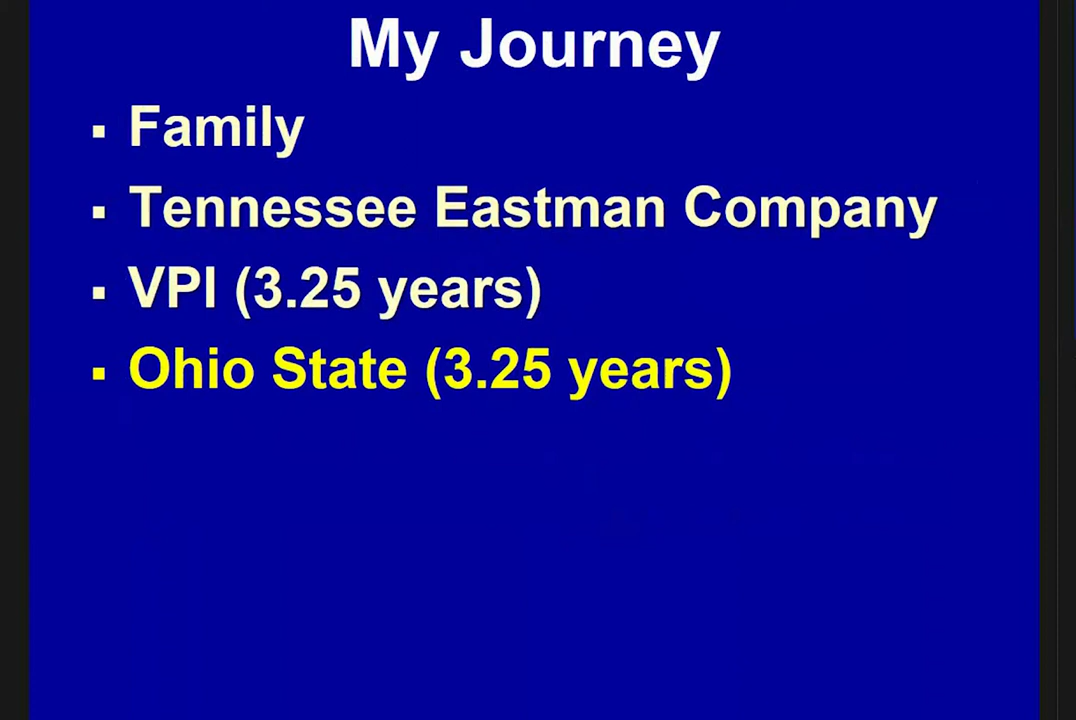 My Journey
▪ Family
▪ Tennessee Eastman Company
▪ VPI (3.25 years)
▪ Ohio State (3.25 years)